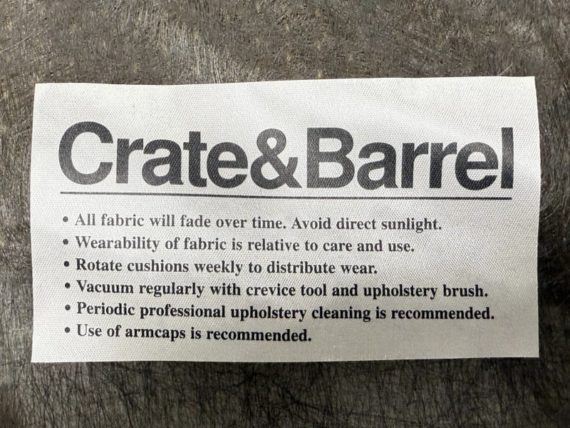 Crate&Barrel
• All fabric will fade over time. Avoid direct sunlight.
• Wearability of fabric is relative to care and use.
• Rotate cushions weekly to distribute wear.
• Vacuum regularly with crevice tool and upholstery brush.
• Periodic professional upholstery cleaning is recommended.
• Use of armcaps is recommended.